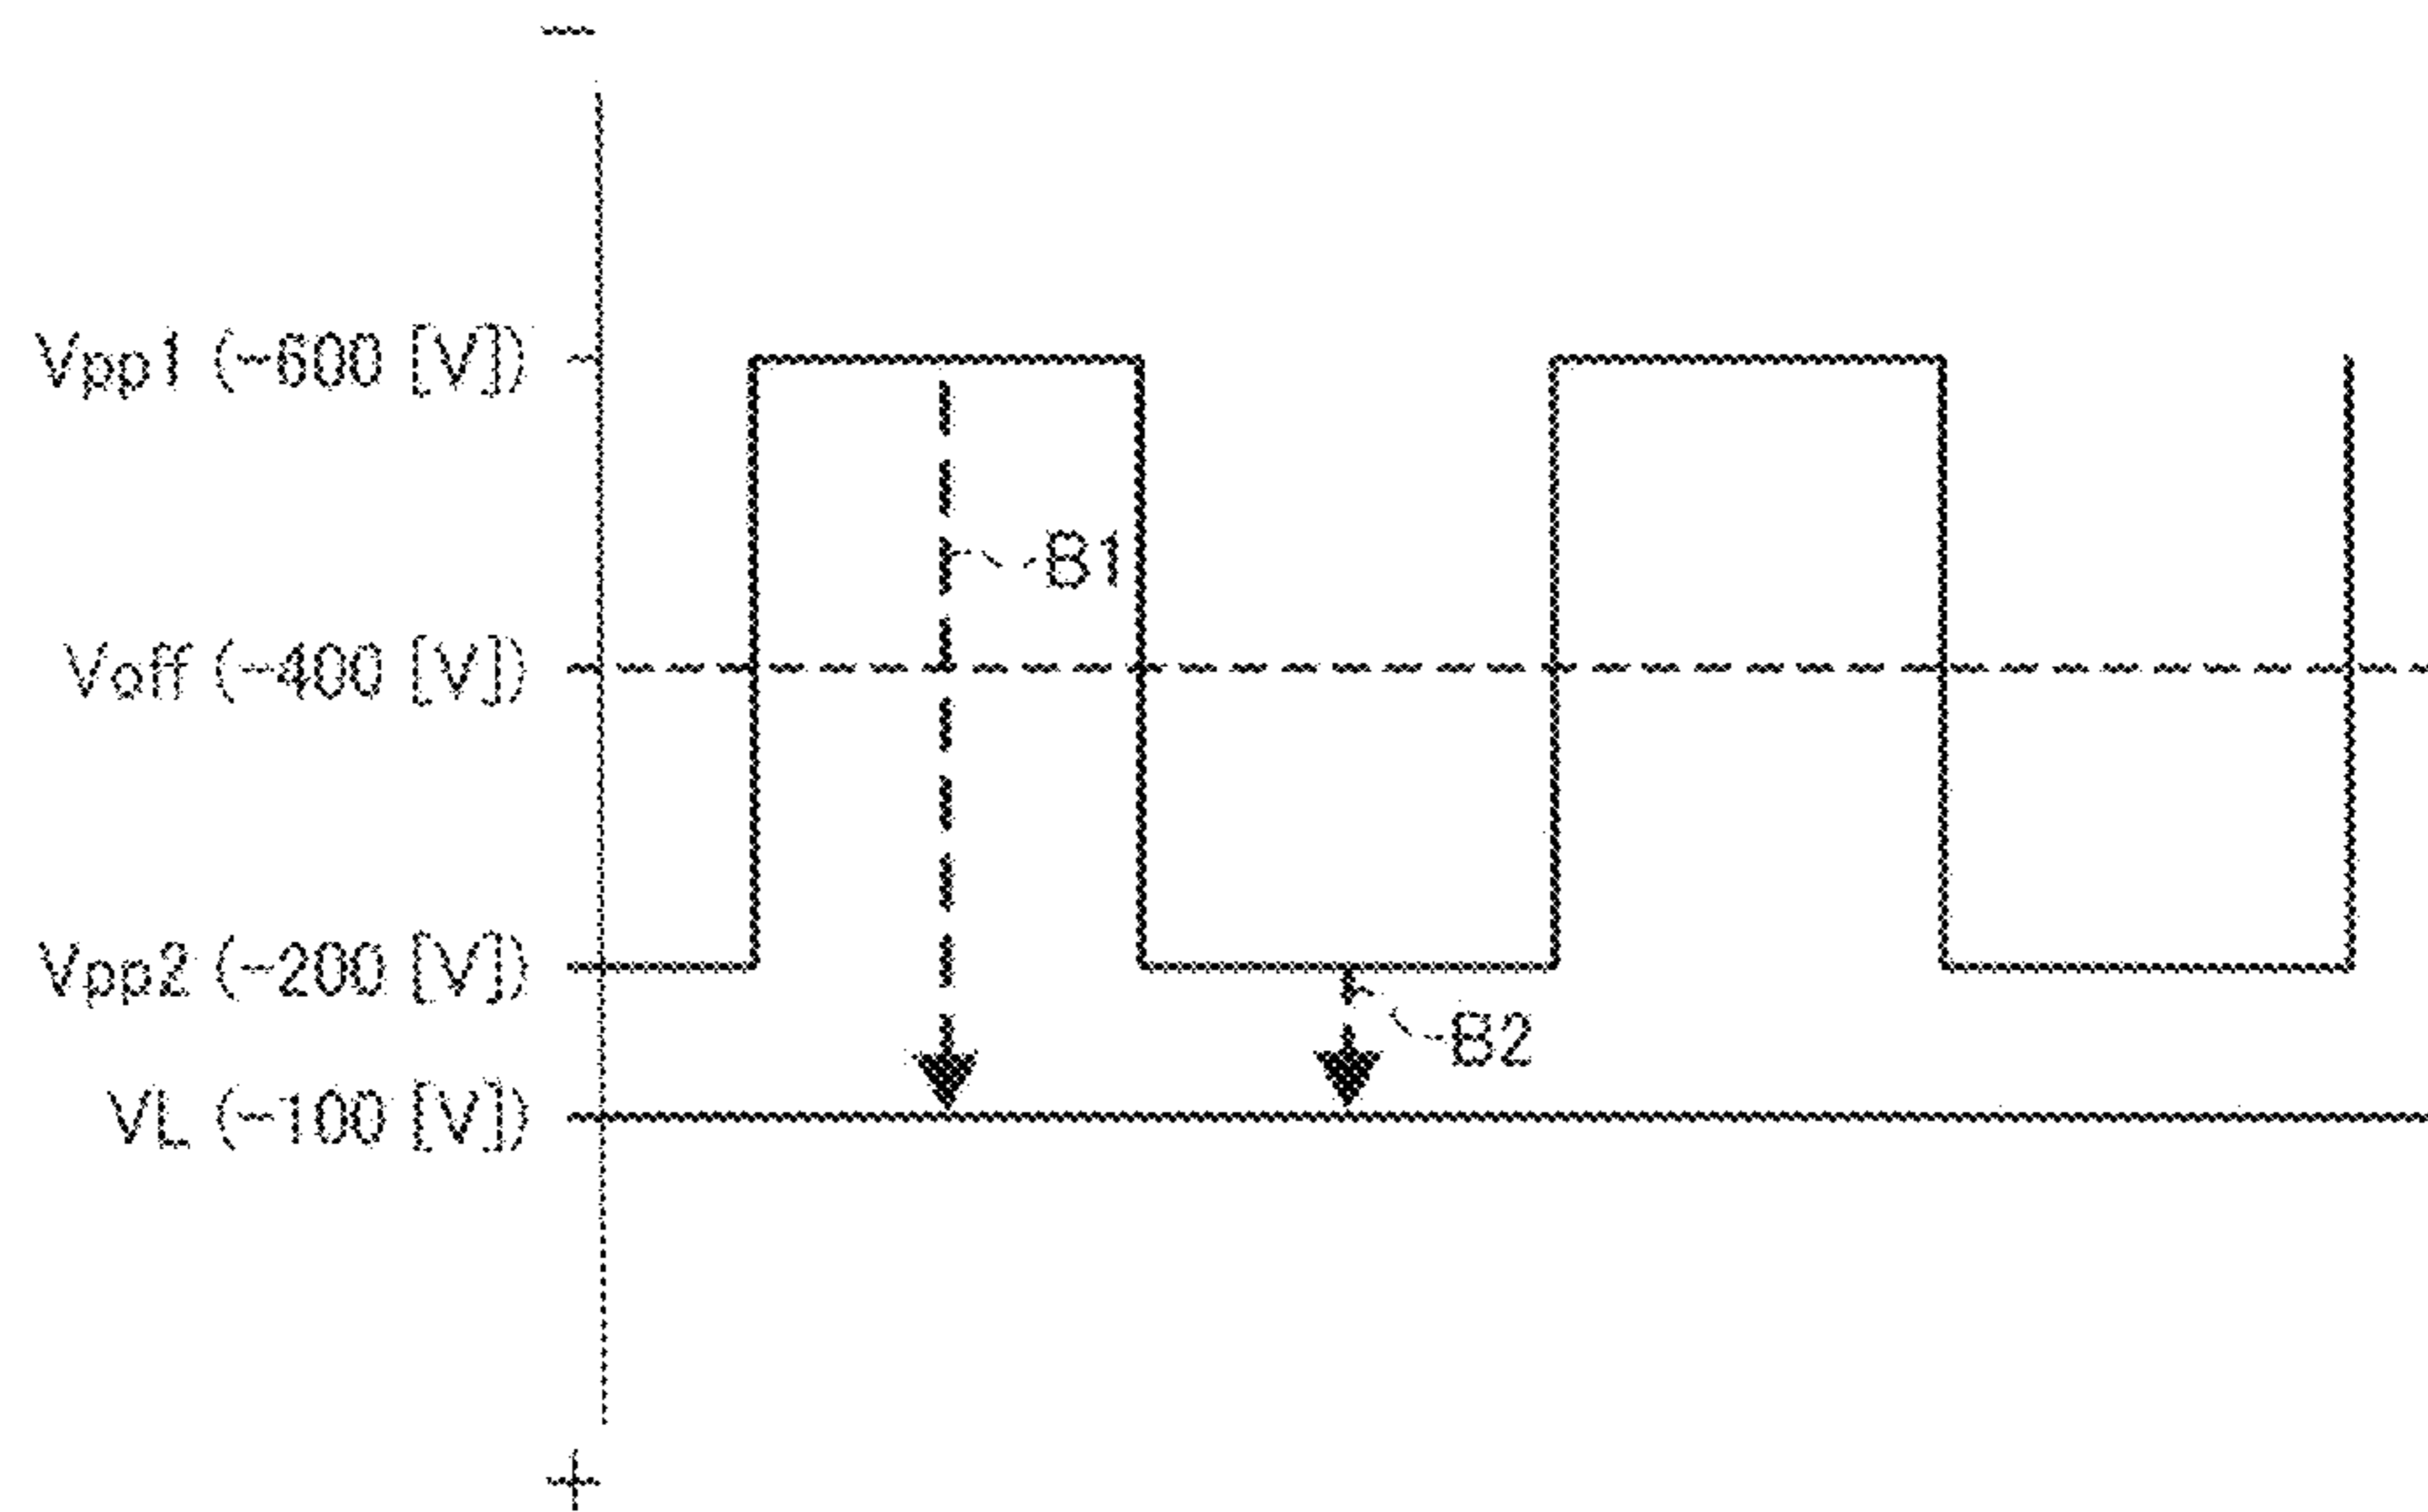 −
Vpp1 (−600 [V])
B1
Voff (−400 [V])
Vpp2 (−200 [V])
B2
VL (−100 [V])
+